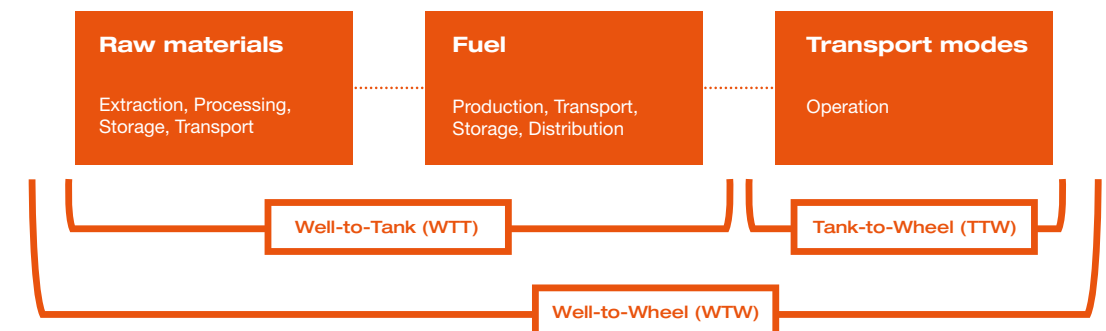 Raw materials
Extraction, Processing,
Storage, Transport
Fuel
Production, Transport,
Storage, Distribution
Transport modes
Operation
Well-to-Tank (WTT)
Tank-to-Wheel (TTW)
Well-to-Wheel (WTW)